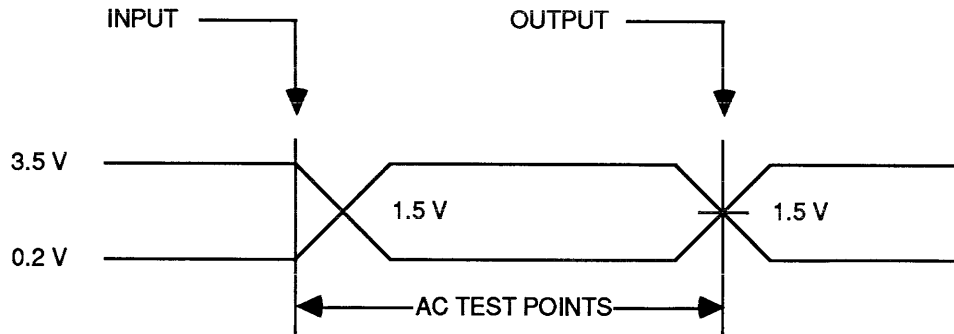 INPUT
OUTPUT
3.5 V
1.5 V
1.5 V
0.2 V
AC TEST POINTS